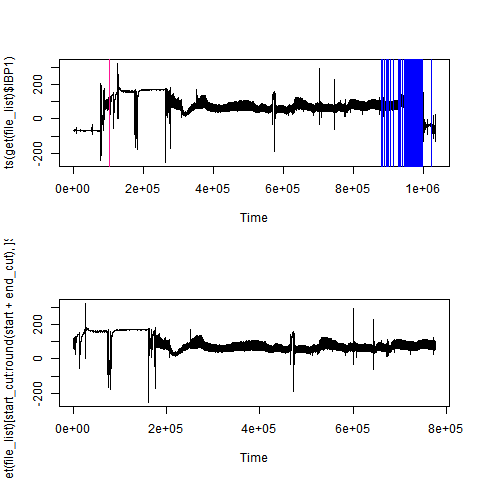 ts(get(file_list)$IBP1)
-200
0
200
0e+00
2e+05
4e+05
6e+05
8e+05
1e+06
Time
et(file_list)[start_cut:round(start + end_cut), ]$
-200
0
200
0e+00
2e+05
4e+05
6e+05
8e+05
Time